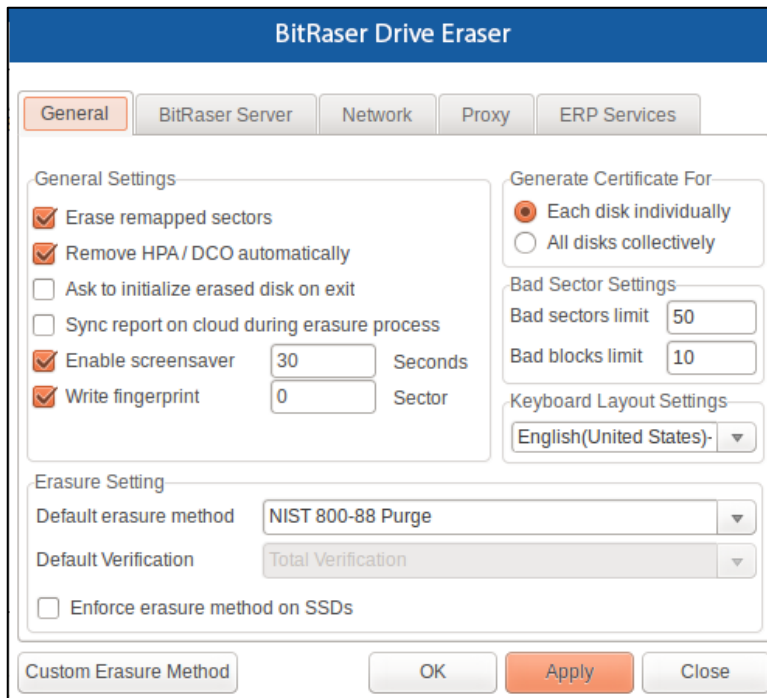 BitRaser Drive Eraser
General BitRaser Server Network Proxy ERP Services
General Settings
Erase remapped sectors
Remove HPA / DCO automatically
Ask to initialize erased disk on exit
Sync report on cloud during erasure process
Enable screensaver 30 Seconds
Write fingerprint 0 Sector
Generate Certificate For
Each disk individually
All disks collectively
Bad Sector Settings
Bad sectors limit 50
Bad blocks limit 10
Keyboard Layout Settings
English(United States)-
Erasure Setting
Default erasure method NIST 800-88 Purge
Default Verification Total Verification
Enforce erasure method on SSDs
Custom Erasure Method OK Apply Close